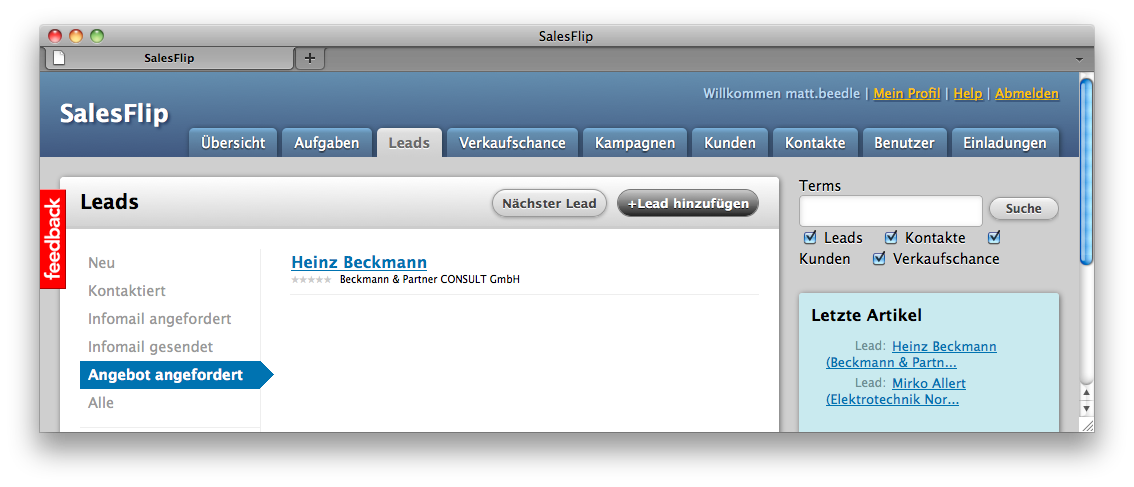 SalesFlip
SalesFlip
Willkommen matt.beedle | Mein Profil | Help | Abmelden
SalesFlip
Übersicht Aufgaben Leads Verkaufschance Kampagnen Kunden Kontakte Benutzer Einladungen
feedback
Leads Nächster Lead +Lead hinzufügen
Neu
Kontaktiert
Infomail angefordert
Infomail gesendet
Angebot angefordert
Alle
Heinz Beckmann
Beckmann & Partner CONSULT GmbH
Terms
Suche
Leads Kontakte
Kunden Verkaufschance
Letzte Artikel
Lead: Heinz Beckmann
(Beckmann & Partn...
Lead: Mirko Allert
(Elektrotechnik Nor...